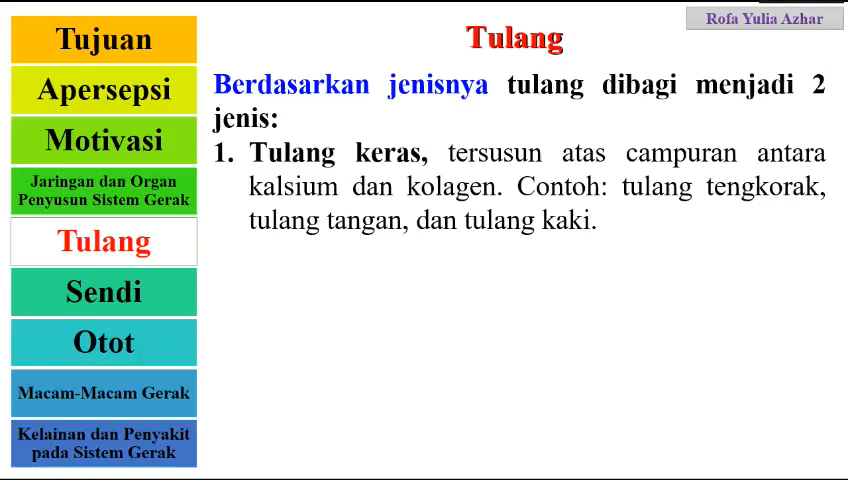 Rofa Yulia Azhar
Tujuan
Apersepsi
Motivasi
Jaringan dan Organ
Penyusun Sistem Gerak
Tulang
Sendi
Otot
Macam-Macam Gerak
Kelainan dan Penyakit
pada Sistem Gerak
Tulang
Berdasarkan jenisnya tulang dibagi menjadi 2
jenis:
1. Tulang keras, tersusun atas campuran antara
kalsium dan kolagen. Contoh: tulang tengkorak,
tulang tangan, dan tulang kaki.